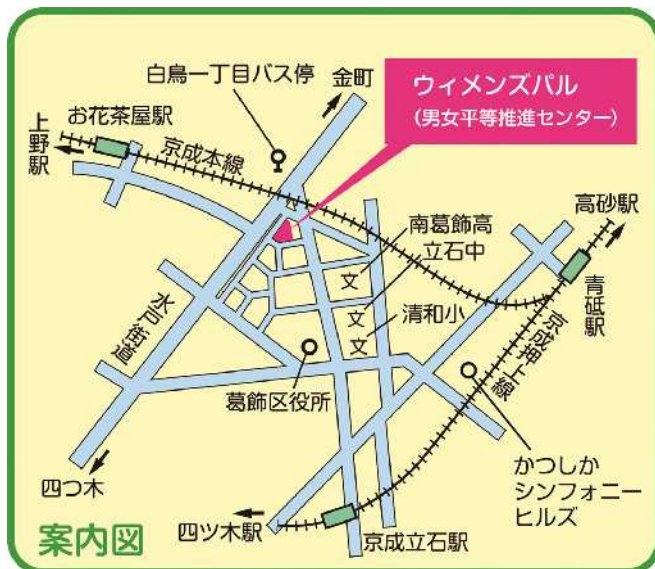 白鳥一丁目バス停
金町
ウィメンズパル
(男女平等推進センター)
お花茶屋駅
上野駅
京成本線
高砂駅
南葛飾高
立石中
文
清和小
文
文
青砥駅
京成押上線
水戸街道
葛飾区役所
かつしか
シンフォニー
ヒルズ
四つ木
四ツ木駅
京成立石駅
案内図